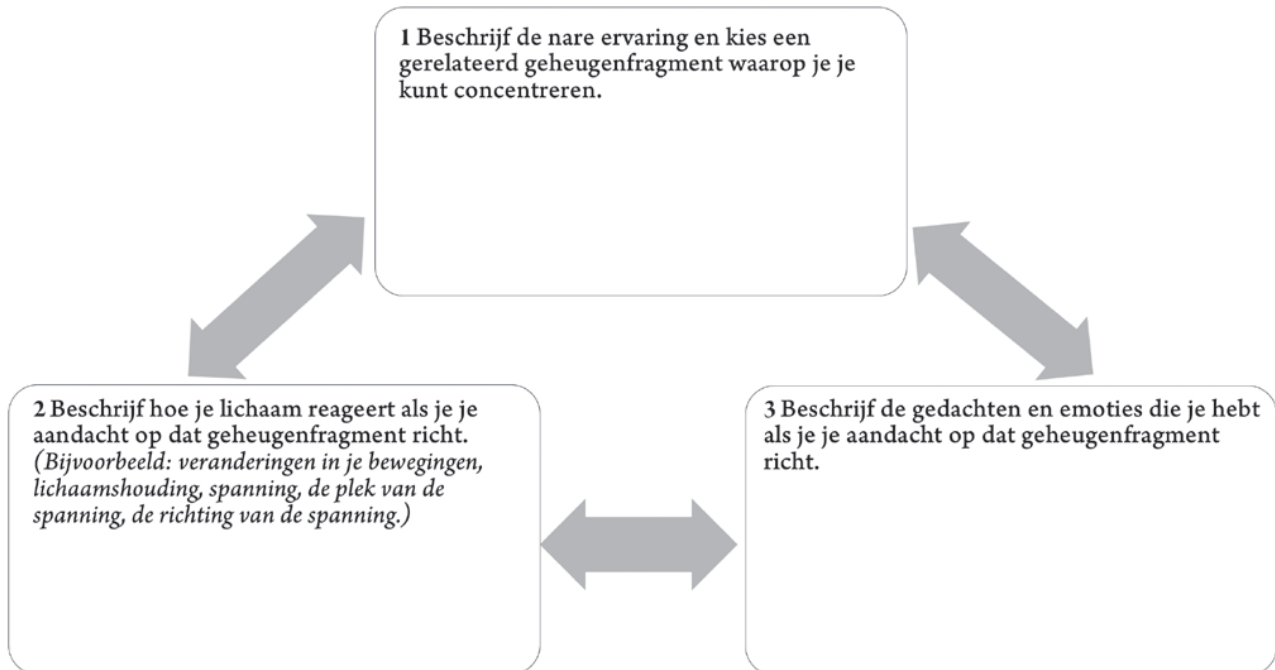 1 Beschrijf de nare ervaring en kies een
gerelateerd geheugenfragment waarop je je
kunt concentreren.
2 Beschrijf hoe je lichaam reageert als je je
aandacht op dat geheugenfragment richt.
(Bijvoorbeeld: veranderingen in je bewegingen,
lichaamshouding, spanning, de plek van de
spanning, de richting van de spanning.)
3 Beschrijf de gedachten en emoties die je hebt
als je je aandacht op dat geheugenfragment
richt.